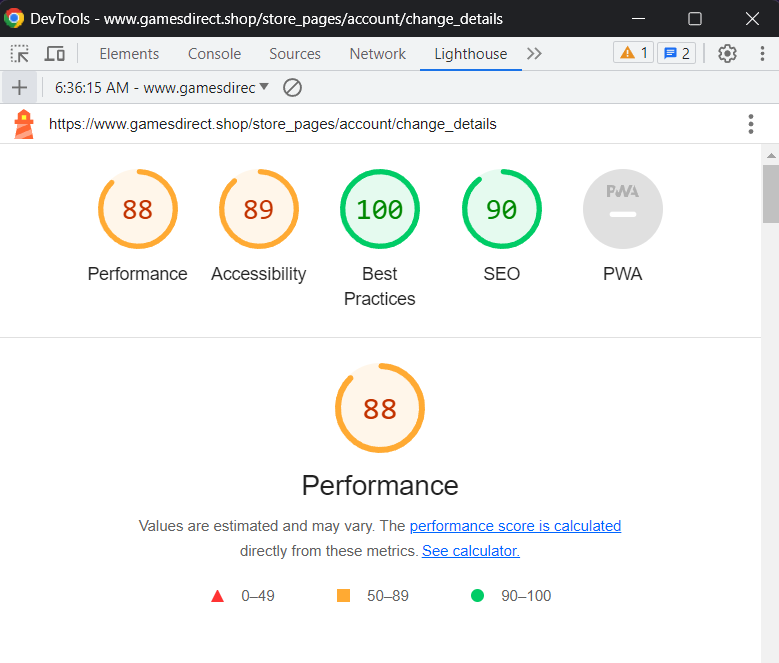 DevTools - www.gamesdirect.shop/store_pages/account/change_details
Elements Console Sources Network Lighthouse 1 2
6:36:15 AM - www.gamesdirec
https://www.gamesdirect.shop/store_pages/account/change_details
88 89 100 90 PWA
Performance Accessibility Best Practices SEO PWA
88
Performance
Values are estimated and may vary. The performance score is calculated
directly from these metrics. See calculator.
0–49 50–89 90–100